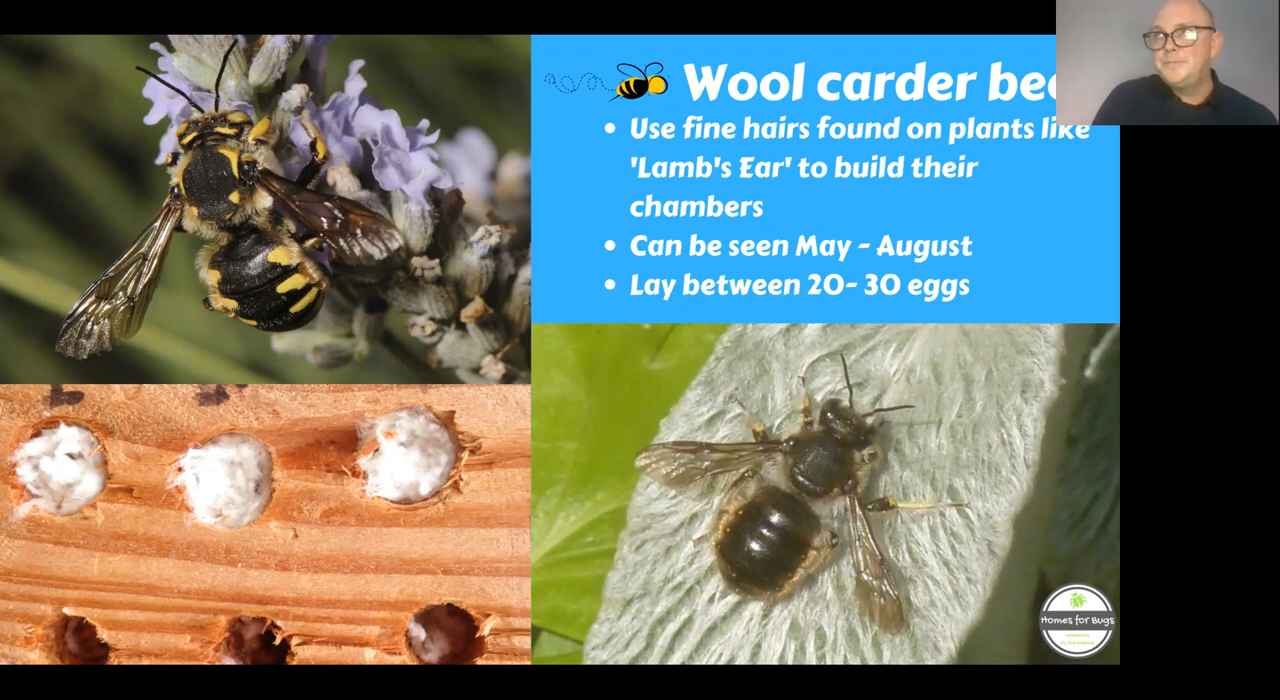 Wool carder bee
• Use fine hairs found on plants like
'Lamb's Ear' to build their
chambers
• Can be seen May - August
• Lay between 20- 30 eggs
Homes for Bugs